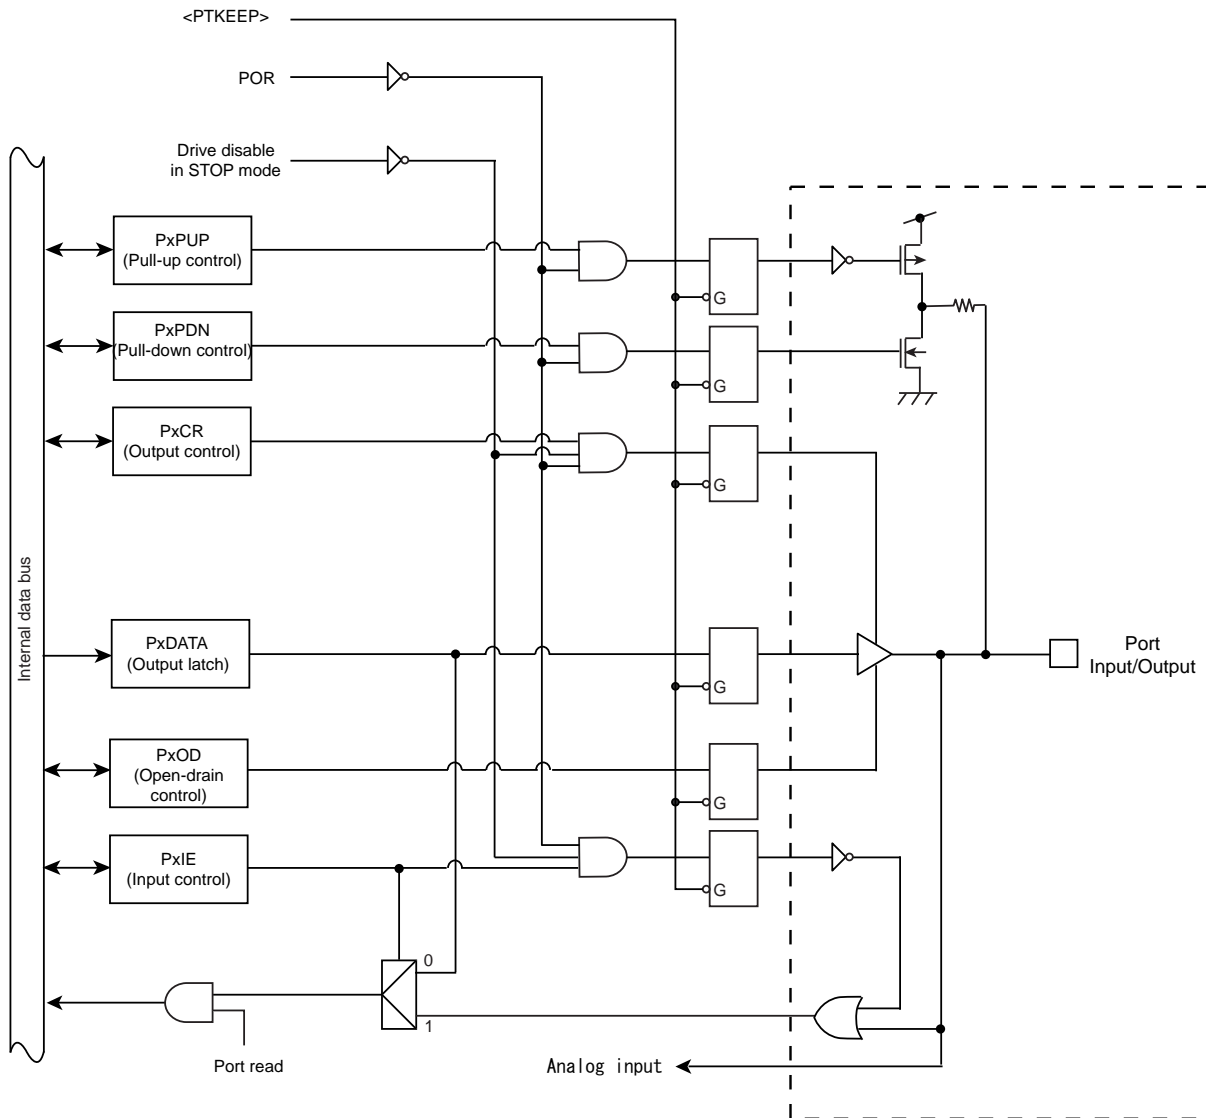 <PTKEEP>
POR
Drive disable
in STOP mode
PxPUP
(Pull-up control)
G
PxPDN
(Pull-down control)
G
PxCR
(Output control)
G
Internal data bus
PxDATA
(Output latch)
G
Port
Input/Output
PxOD
(Open-drain
control)
G
PxIE
(Input control)
G
0
1
Port read
Analog input